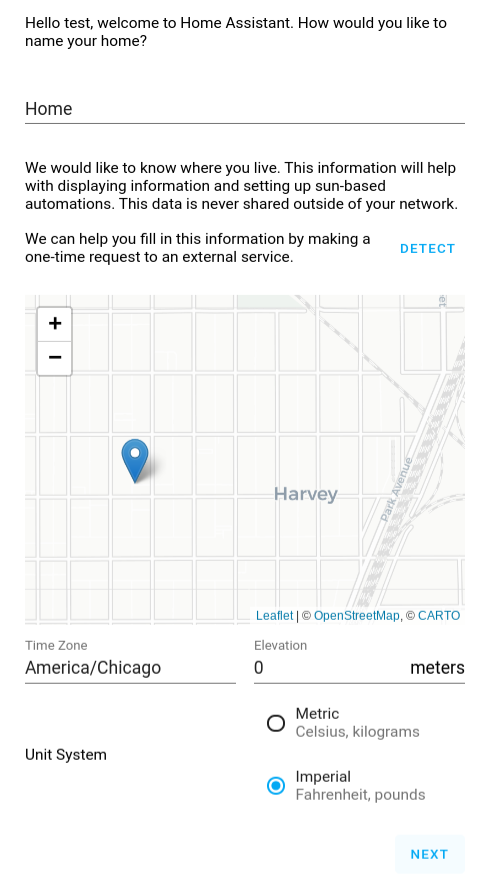 Hello test, welcome to Home Assistant. How would you like to
name your home?
Home
We would like to know where you live. This information will help
with displaying information and setting up sun-based
automations. This data is never shared outside of your network.
We can help you fill in this information by making a
one-time request to an external service.
DETECT
+
−
et
Harvey
Park Avenue
Leaflet | © OpenStreetMap, © CARTO
Time Zone
America/Chicago
Elevation
0 meters
Unit System
Metric
Celsius, kilograms
Imperial
Fahrenheit, pounds
NEXT